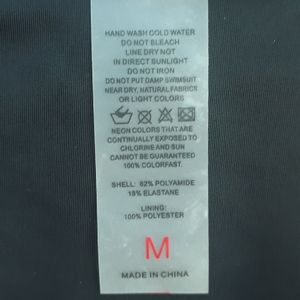 HAND WASH COLD WATER
DO NOT BLEACH
LINE DRY NOT
IN DIRECT SUNLIGHT
DO NOT IRON
DO NOT PUT DAMP SWIMSUIT
NEAR DRY, NATURAL FABRICS
OR LIGHT COLORS
NEON COLORS THAT ARE
CONTINUALLY EXPOSED TO
CHLORINE AND SUN
CANNOT BE GUARANTEED
100% COLORFAST.
SHELL: 82% POLYAMIDE
18% ELASTANE
LINING:
100% POLYESTER
M
MADE IN CHINA